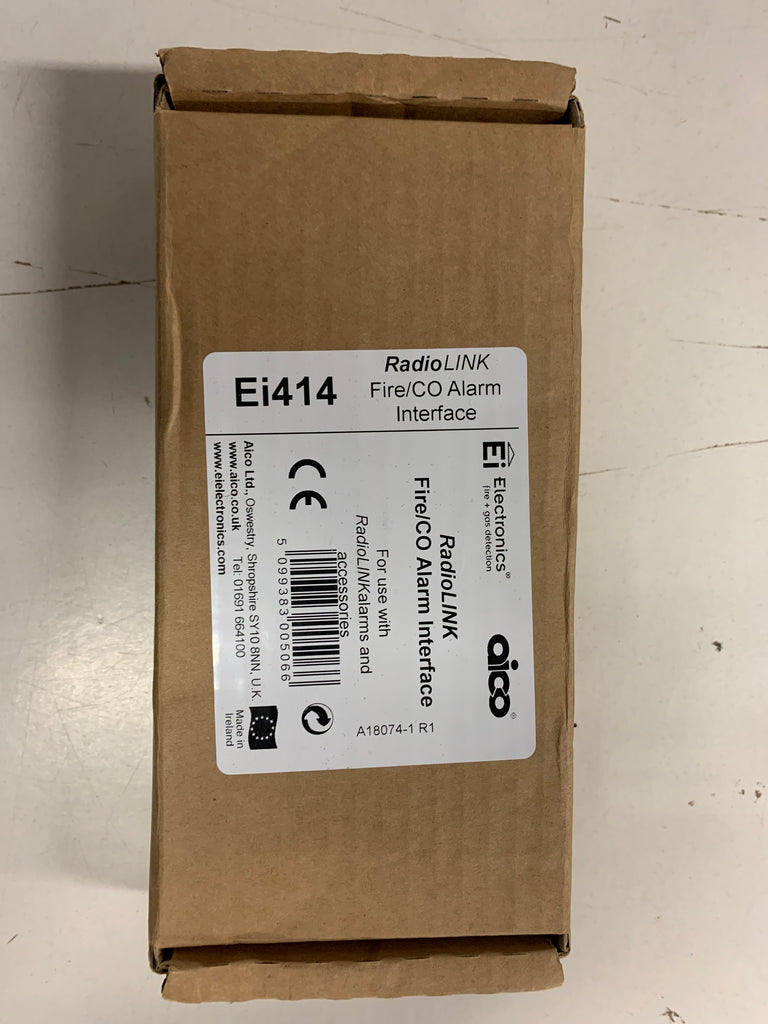 Ei414
RadioLINK
Fire/CO Alarm
Interface
Ei Electronics®
fire + gas detection
aico®
RadioLINK
Fire/CO Alarm Interface
For use with
RadioLINKalarms and
accessories
A18074-1 R1
CE
5 099383 005066
Aico Ltd., Oswestry, Shropshire SY10 8NN, U.K.
www.aico.co.uk Tel: 01691 664100
www.eielectronics.com
Made in
Ireland